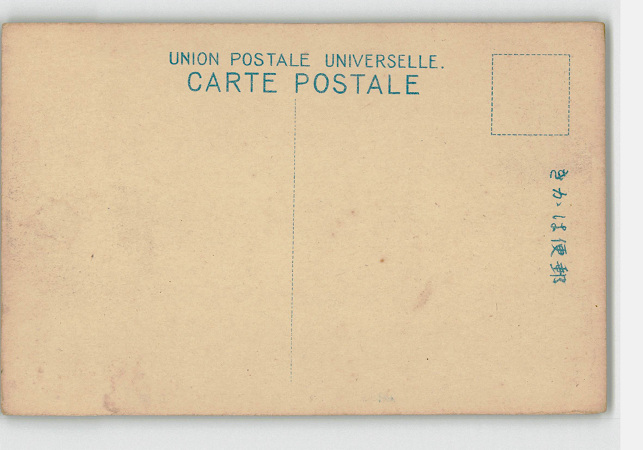 UNION POSTALE UNIVERSELLE.
CARTE POSTALE
きかは便郵